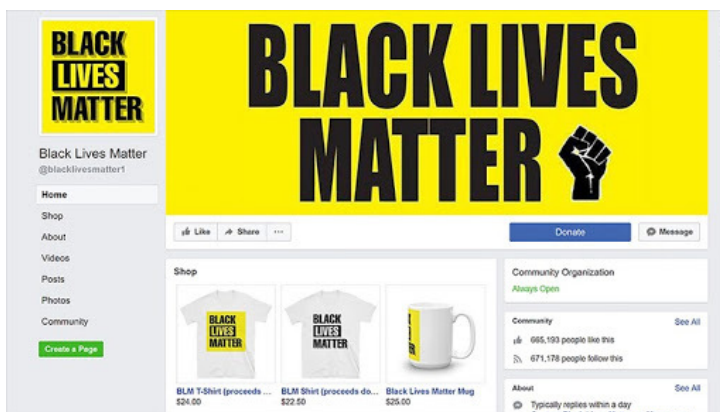 BLACK
LIVES
MATTER
BLACK LIVES
MATTER
Black Lives Matter
@blacklivesmatter1
Home
Shop
About
Videos
Posts
Photos
Community
Create a Page
Like Share ...
Donate
Message
Shop
BLACK
LIVES
MATTER
BLACK
LIVES
MATTER
BLM T-Shirt (proceeds ...
$24.00
BLM Shirt (proceeds do...
$22.50
Black Lives Matter Mug
$25.00
Community Organization
Always Open
Community See All
665,193 people like this
671,178 people follow this
About See All
Typically replies within a day